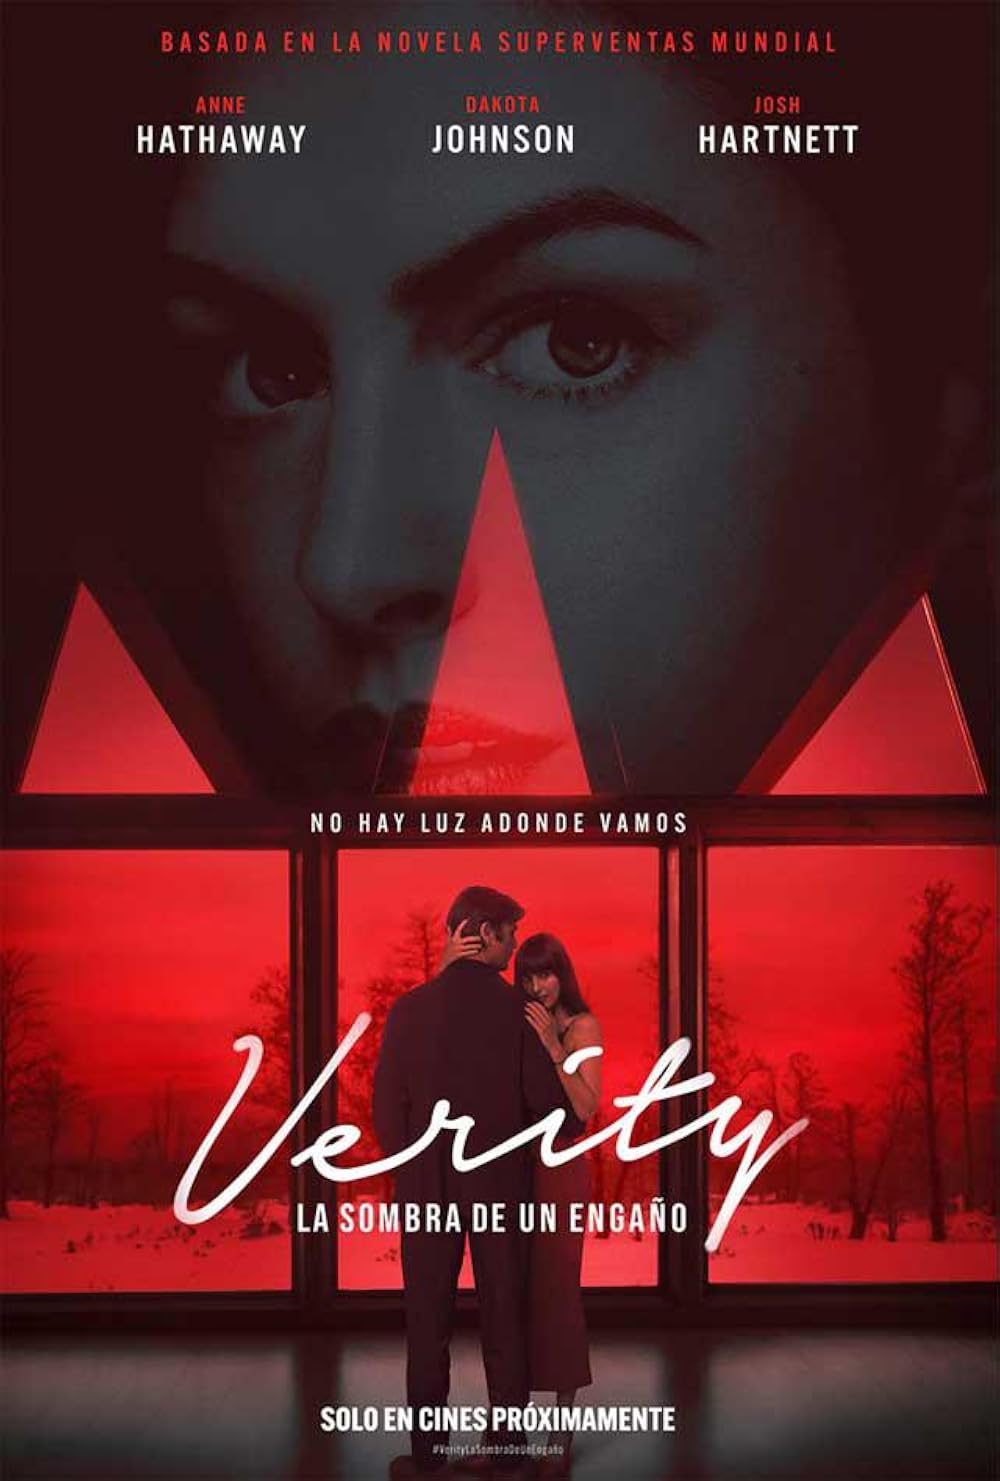 BASADA EN LA NOVELA SUPERVENTAS MUNDIAL
ANNE HATHAWAY
DAKOTA JOHNSON
JOSH HARTNETT
NO HAY LUZ ADONDE VAMOS
Verity
LA SOMBRA DE UN ENGAÑO
SOLO EN CINES PRÓXIMAMENTE
#VerityLaSombraDeUnEngaño